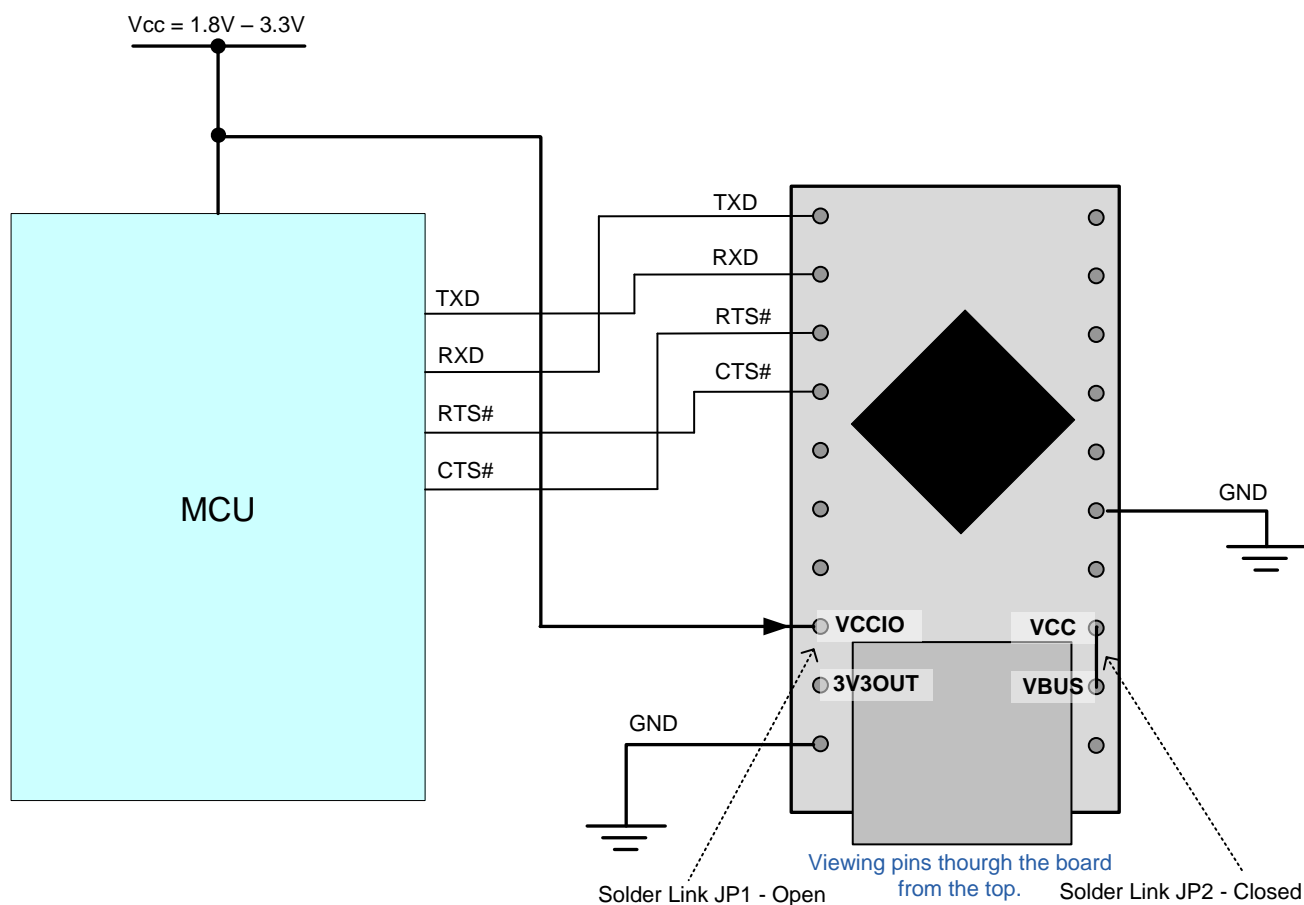 Vcc = 1.8V – 3.3V
TXD
RXD
RTS#
CTS#
TXD
RXD
RTS#
CTS#
MCU
GND
VCCIO
VCC
3V3OUT
VBUS
GND
Viewing pins thourgh the board
from the top.
Solder Link JP1 - Open
Solder Link JP2 - Closed